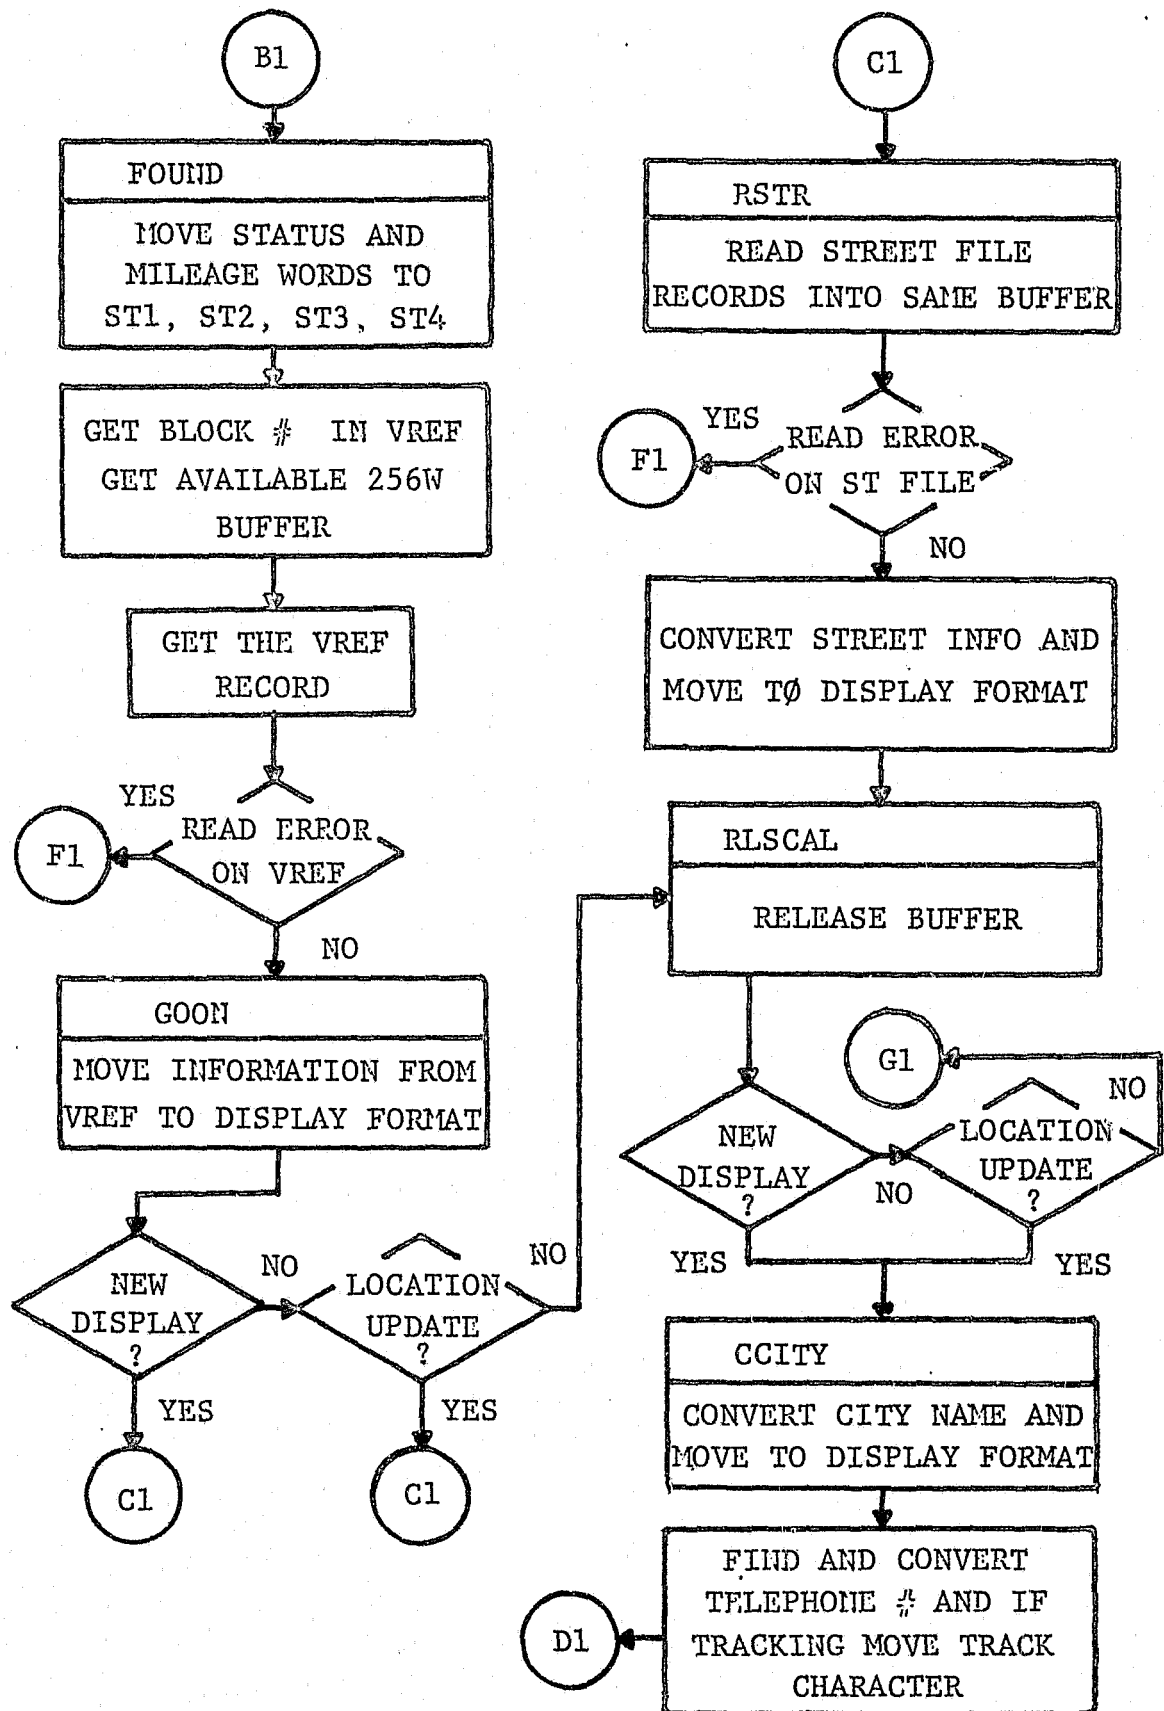 B1
FOUND
MOVE STATUS AND
MILEAGE WORDS TO
ST1, ST2, ST3, ST4
GET BLOCK # IN VREF
GET AVAILABLE 256W
BUFFER
GET THE VREF
RECORD
YES
READ ERROR
ON VREF
F1
NO
GOON
MOVE INFORMATION FROM
VREF TO DISPLAY FORMAT
NEW
DISPLAY
?
NO
LOCATION
UPDATE
?
NO
YES
YES
C1
C1
C1
RSTR
READ STREET FILE
RECORDS INTO SAME BUFFER
YES
READ ERROR
ON ST FILE
F1
NO
CONVERT STREET INFO AND
MOVE TØ DISPLAY FORMAT
RLSCAL
RELEASE BUFFER
G1
NO
NEW
DISPLAY
?
NO
LOCATION
UPDATE
?
YES
YES
CCITY
CONVERT CITY NAME AND
MOVE TO DISPLAY FORMAT
FIND AND CONVERT
TELEPHONE # AND IF
TRACKING MOVE TRACK
CHARACTER
D1